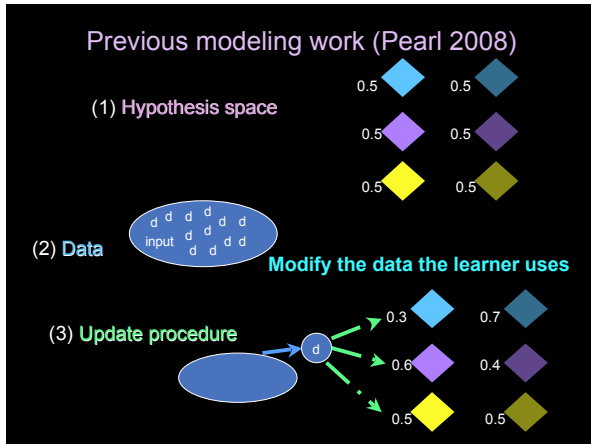 Previous modeling work (Pearl 2008)
0.5 0.5
(1) Hypothesis space
0.5 0.5
0.5 0.5
d d d d d d
input d d d d
d d
(2) Data
Modify the data the learner uses
0.3 0.7
(3) Update procedure
d
0.6 0.4
0.5 0.5